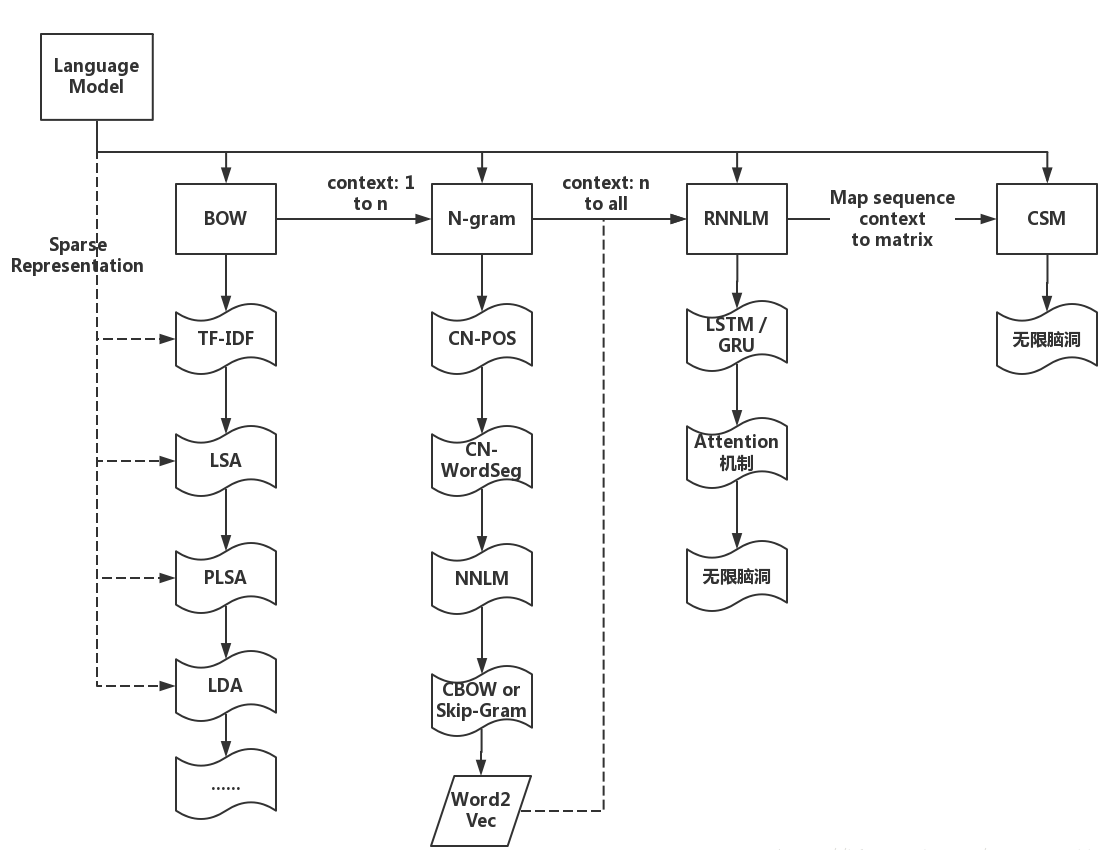 Language
Model
context: 1
to n
context: n
to all
BOW
N-gram
RNNLM
Map sequence
context
to matrix
CSM
Sparse
Representation
TF-IDF
CN-POS
LSTM /
GRU
无限脑洞
LSA
CN-
WordSeg
Attention
机制
PLSA
NNLM
无限脑洞
LDA
CBOW or
Skip-Gram
......
Word2
Vec